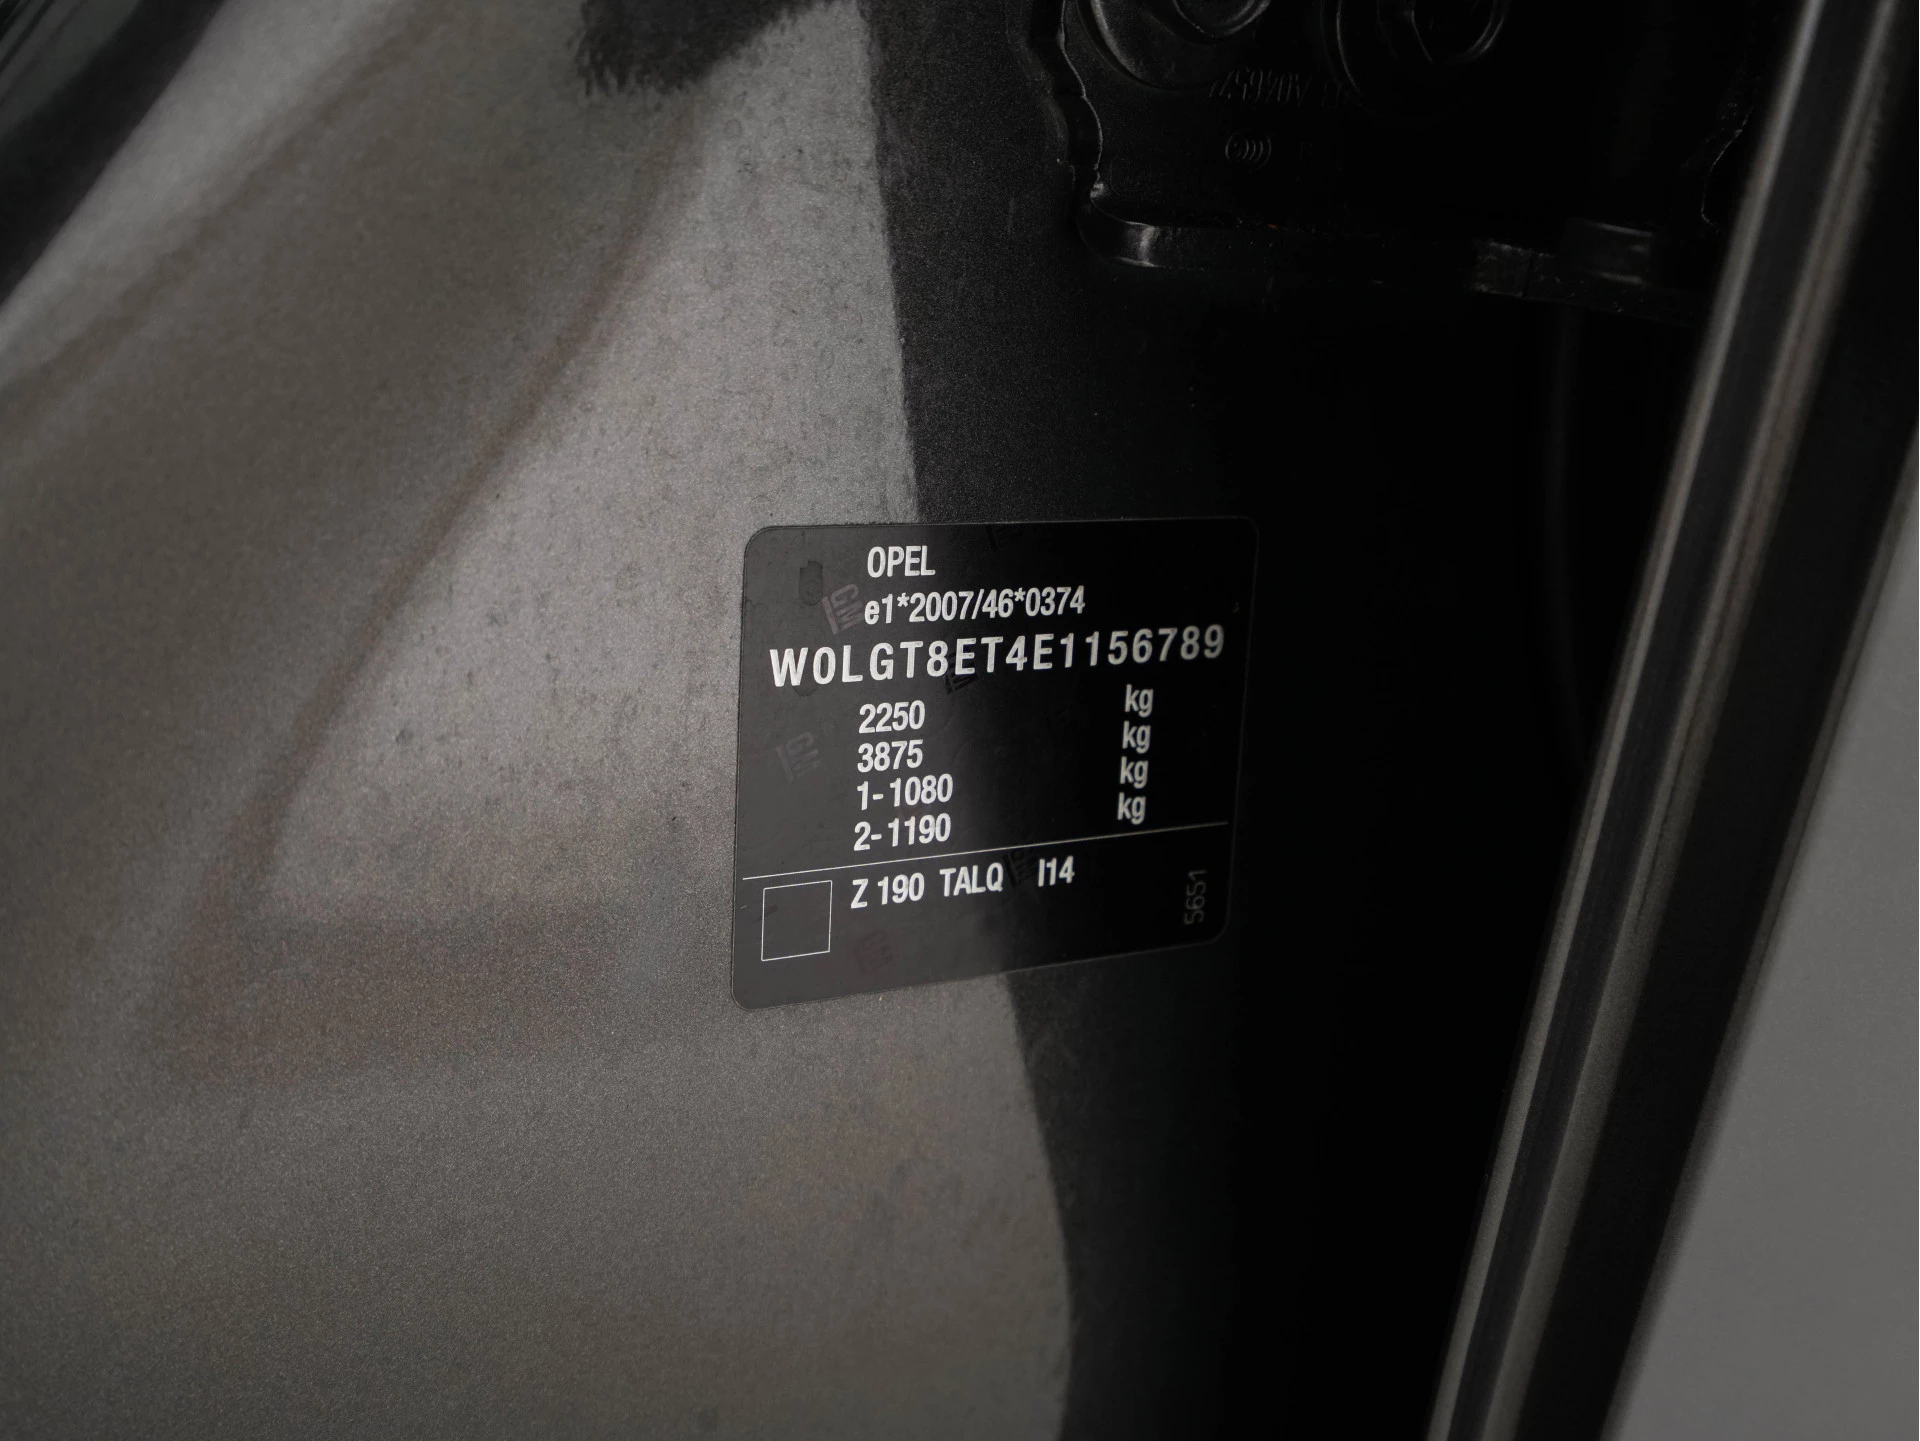 OPEL
e1*2007/46*0374
W0LGT8ET4E1156789
2250 kg
3875 kg
1-1080 kg
2-1190 kg
Z 190 TALQ I14
5651